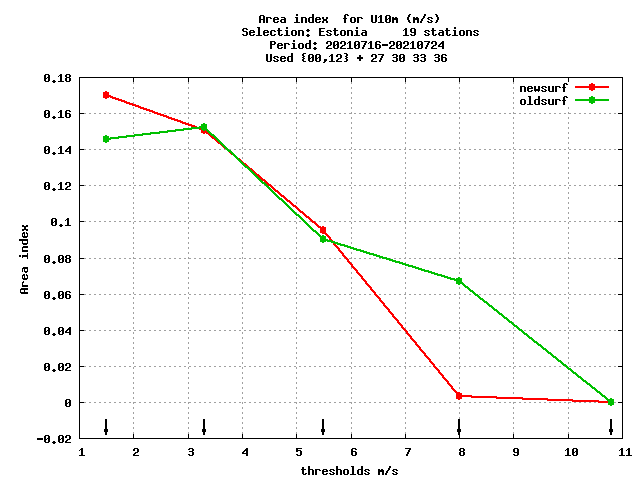 Area index  for U10m (m/s)
Selection: Estonia     19 stations
Period: 20210716-20210724
Used {00,12} + 27 30 33 36
newsurf
oldsurf
0.18
0.16
0.14
0.12
0.1
0.08
0.06
0.04
0.02
0
-0.02
Area index
1 2 3 4 5 6 7 8 9 10 11
thresholds m/s